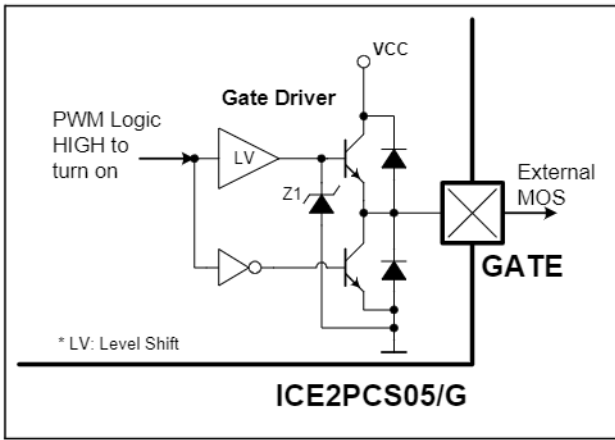 VCC
Gate Driver
PWM Logic
HIGH to
turn on
LV
External
MOS
Z1
GATE
* LV: Level Shift
ICE2PCS05/G